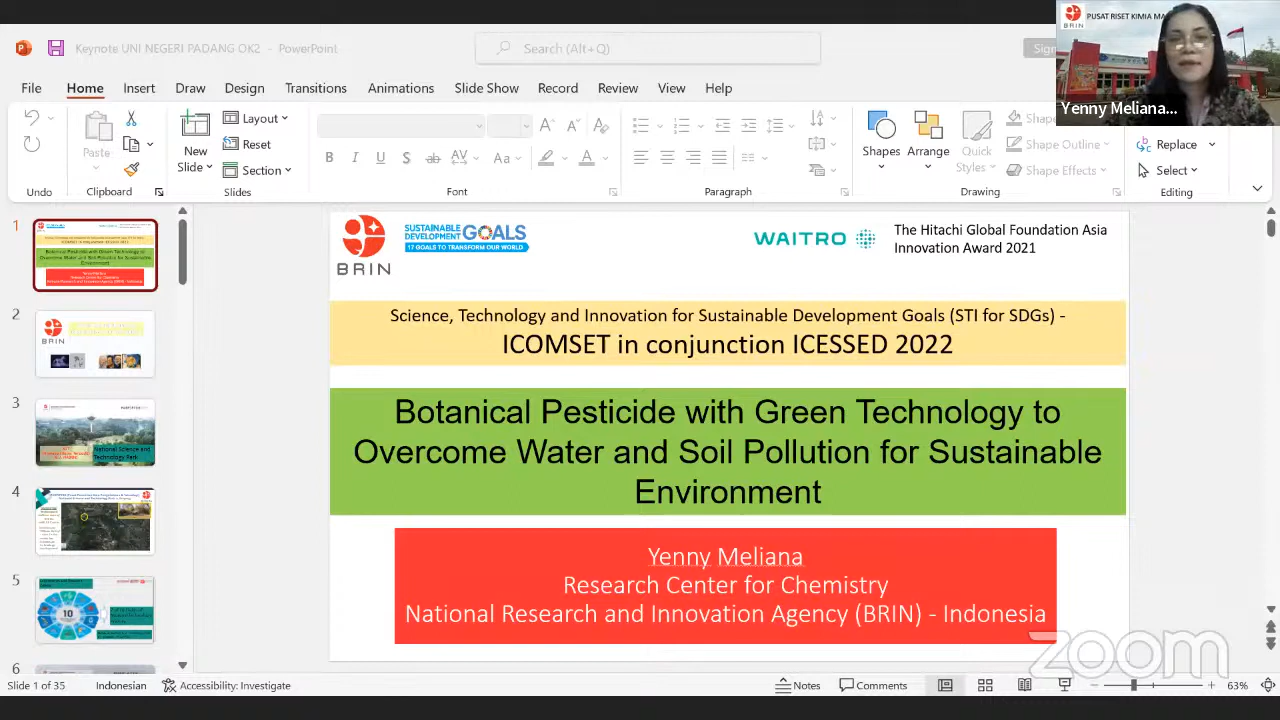 PUSAT RISET KIMIA MA
BRIN
Yenny Meliana...
Keynote UNI NEGERI PADANG OK2 - PowerPoint
Search (Alt+Q)
Sign
File Home Insert Draw Design Transitions Animations Slide Show Record Review View Help
Paste
New
Slide
Layout
Reset
Section
Shapes
Arrange
Quick
Styles
Shape Outline
Shape Effects
Replace
Select
Undo Clipboard Slides Font Paragraph Drawing Editing
1
2
3
4
5
6
BRIN
SUSTAINABLE
DEVELOPMENT GOALS
17 GOALS TO TRANSFORM OUR WORLD
WAITRO
The Hitachi Global Foundation Asia
Innovation Award 2021
Science, Technology and Innovation for Sustainable Development Goals (STI for SDGs) -
ICOMSET in conjunction ICESSED 2022
Botanical Pesticide with Green Technology to
Overcome Water and Soil Pollution for Sustainable
Environment
Yenny Meliana
Research Center for Chemistry
National Research and Innovation Agency (BRIN) - Indonesia
zoom
Slide 1 of 35 Indonesian Accessibility: Investigate Notes Comments 63%